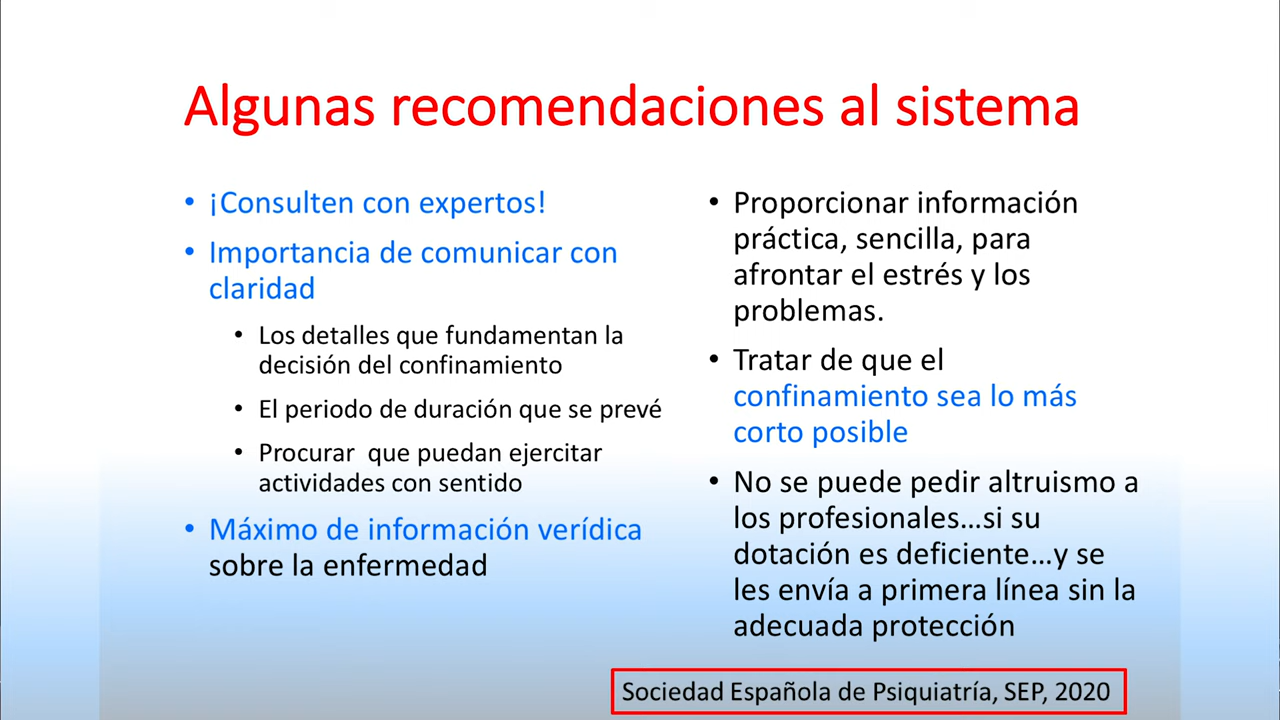 Algunas recomendaciones al sistema
• ¡Consulten con expertos!
• Importancia de comunicar con
claridad
• Los detalles que fundamentan la
decisión del confinamiento
• El periodo de duración que se prevé
• Procurar  que puedan ejercitar
actividades con sentido
• Máximo de información verídica
sobre la enfermedad
• Proporcionar información
práctica, sencilla, para
afrontar el estrés y los
problemas.
• Tratar de que el
confinamiento sea lo más
corto posible
• No se puede pedir altruismo a
los profesionales…si su
dotación es deficiente…y se
les envía a primera línea sin la
adecuada protección
Sociedad Española de Psiquiatría, SEP, 2020